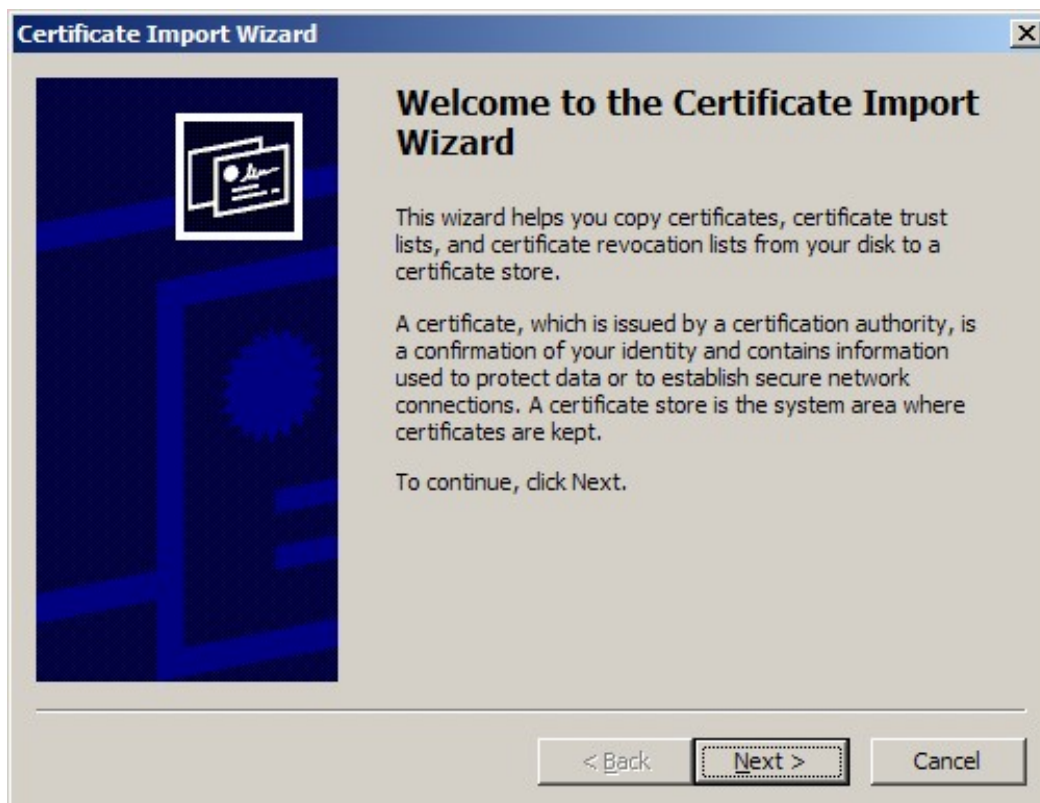 Certificate Import Wizard
Welcome to the Certificate Import
Wizard
This wizard helps you copy certificates, certificate trust
lists, and certificate revocation lists from your disk to a
certificate store.
A certificate, which is issued by a certification authority, is
a confirmation of your identity and contains information
used to protect data or to establish secure network
connections. A certificate store is the system area where
certificates are kept.
To continue, click Next.
< Back Next > Cancel